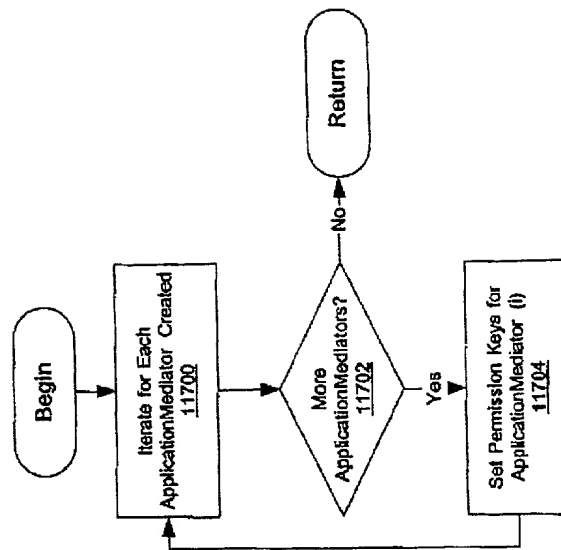 Begin
Iterate for Each
ApplicationMediator Created
11700
More
ApplicationMediators?
11702
No
Return
Yes
Set Permission Keys for
ApplicationMediator (i)
11704